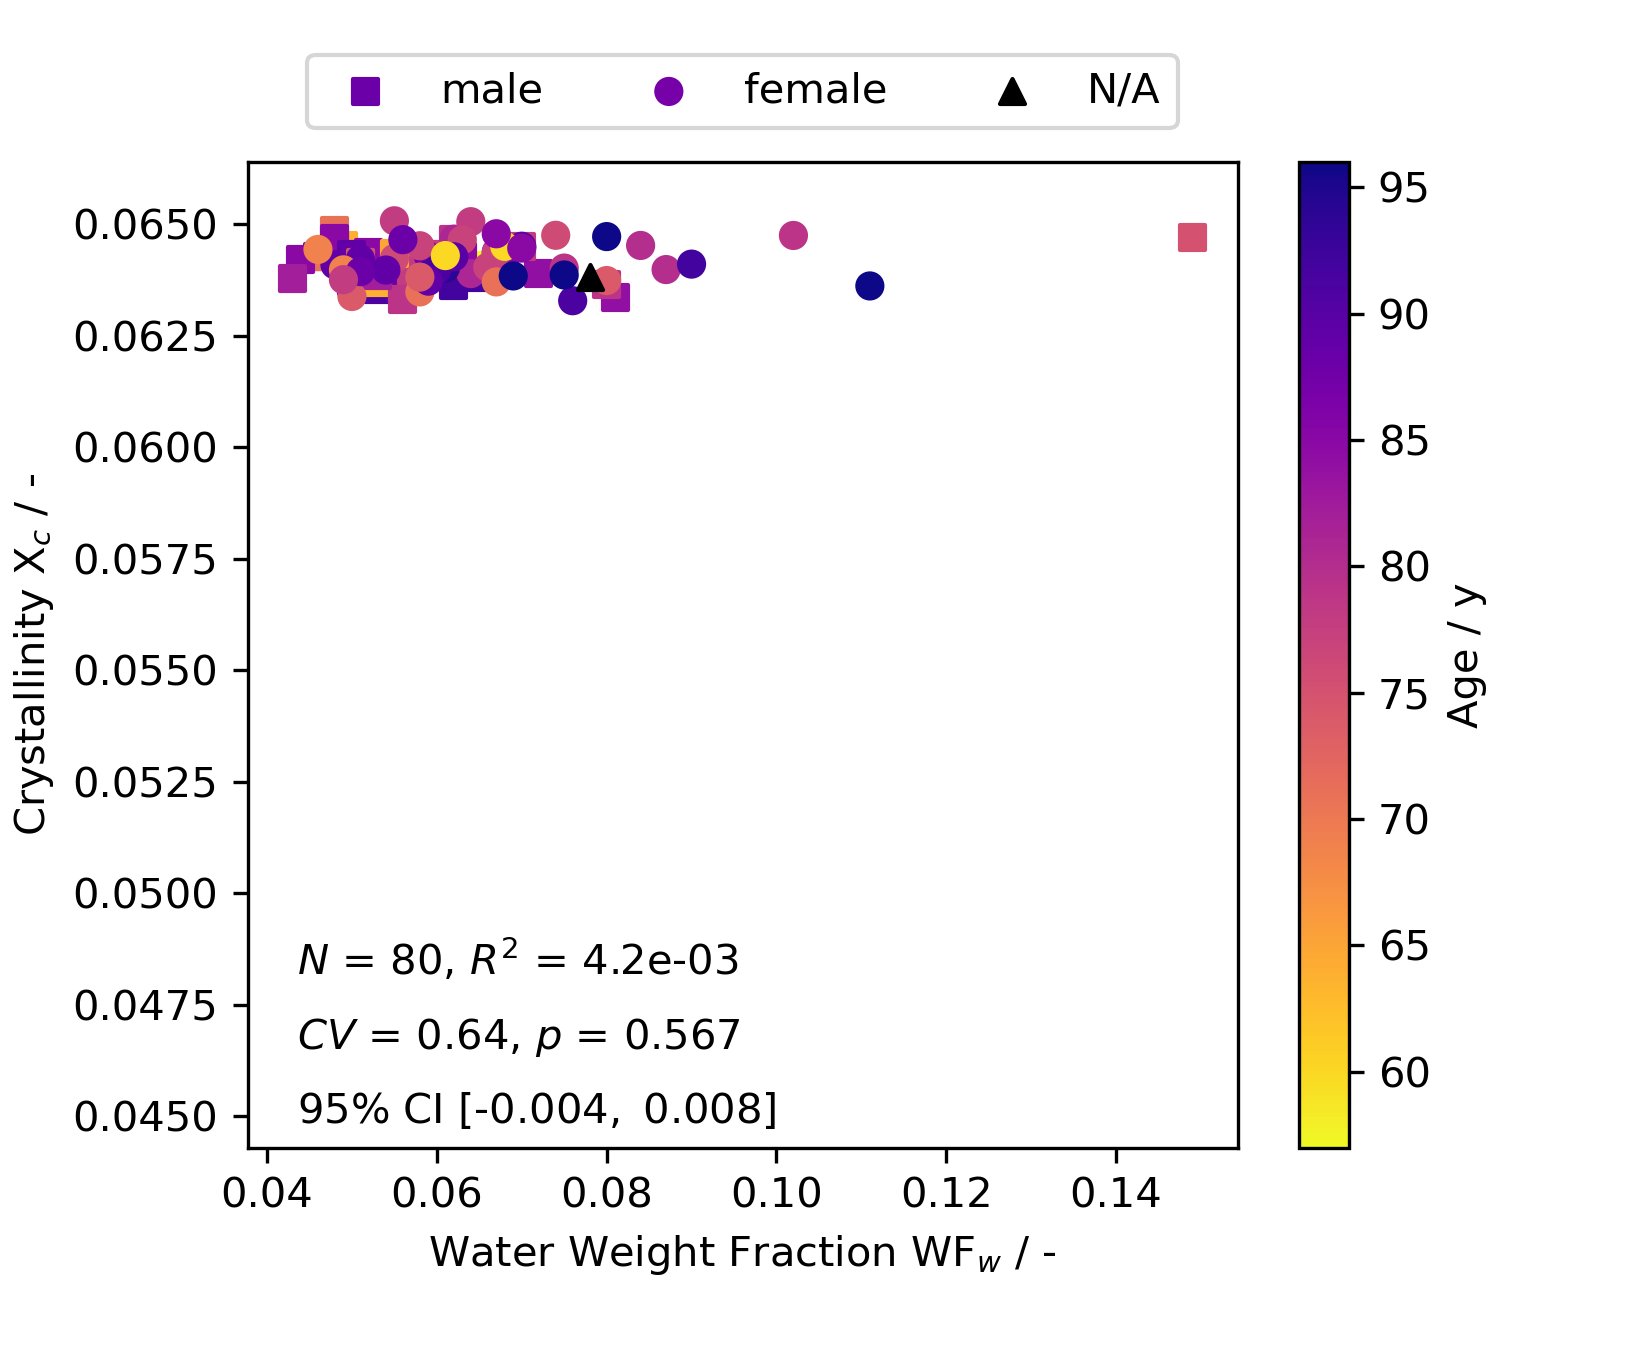 male female N/A
0.0650
0.0625
0.0600
0.0575
0.0550
0.0525
0.0500
0.0475
0.0450
Crystallinity X_c / -
N = 80, R² = 4.2e-03
CV = 0.64, p = 0.567
95% CI [-0.004, 0.008]
0.04 0.06 0.08 0.10 0.12 0.14
Water Weight Fraction WF_w / -
95
90
85
80
75
70
65
60
Age / y